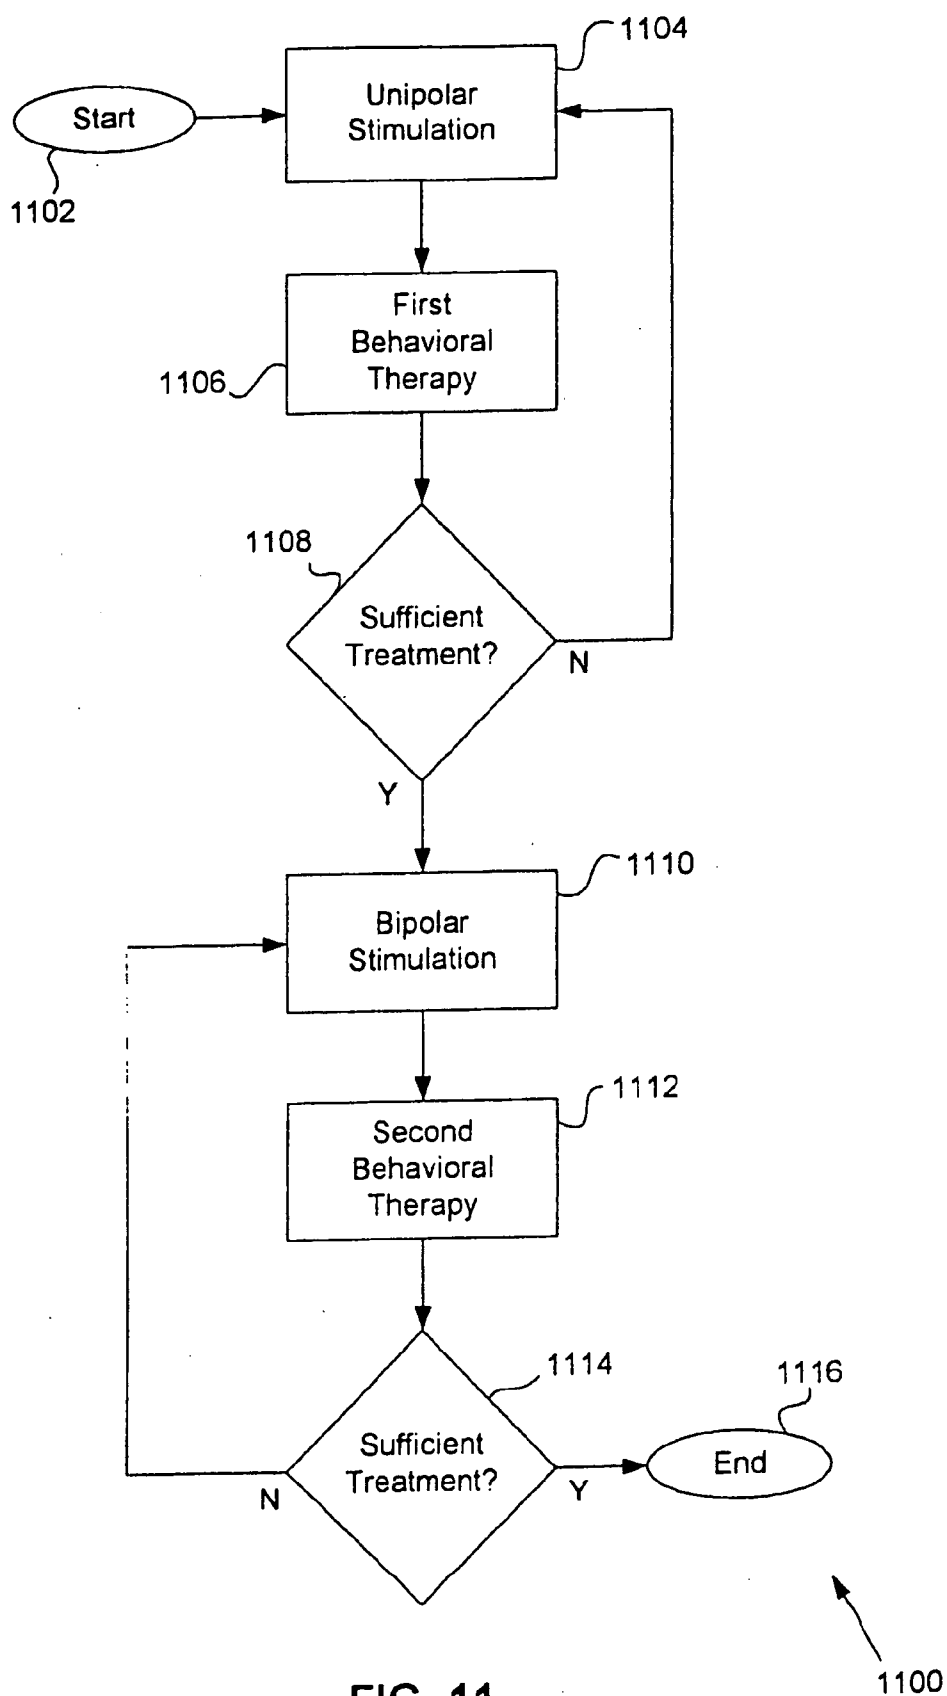 1104
Unipolar
Stimulation
Start
1102
First
Behavioral
Therapy
1106
1108
Sufficient
Treatment?
N
Y
1110
Bipolar
Stimulation
1112
Second
Behavioral
Therapy
1114
1116
Sufficient
Treatment?
End
N
Y
1100
FIG. 11